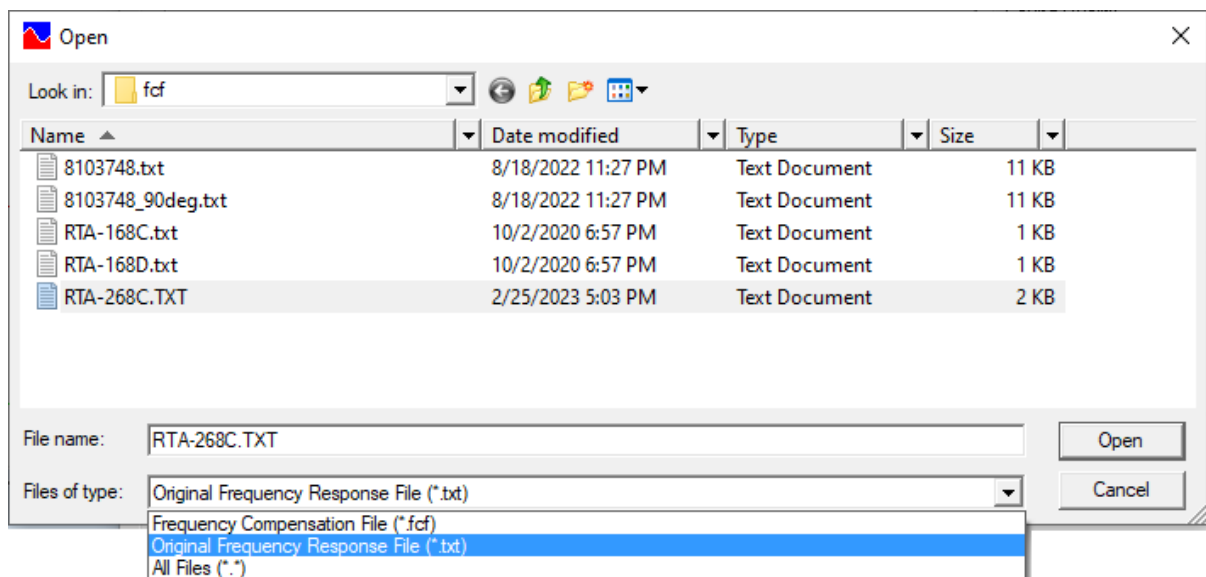 Open
Look in: fcf
Name Date modified Type Size
8103748.txt 8/18/2022 11:27 PM Text Document 11 KB
8103748_90deg.txt 8/18/2022 11:27 PM Text Document 11 KB
RTA-168C.txt 10/2/2020 6:57 PM Text Document 1 KB
RTA-168D.txt 10/2/2020 6:57 PM Text Document 1 KB
RTA-268C.TXT 2/25/2023 5:03 PM Text Document 2 KB
File name: RTA-268C.TXT Open
Files of type: Original Frequency Response File (*.txt) Cancel
Frequency Compensation File (*.fcf)
Original Frequency Response File (*.txt)
All Files (*.*)